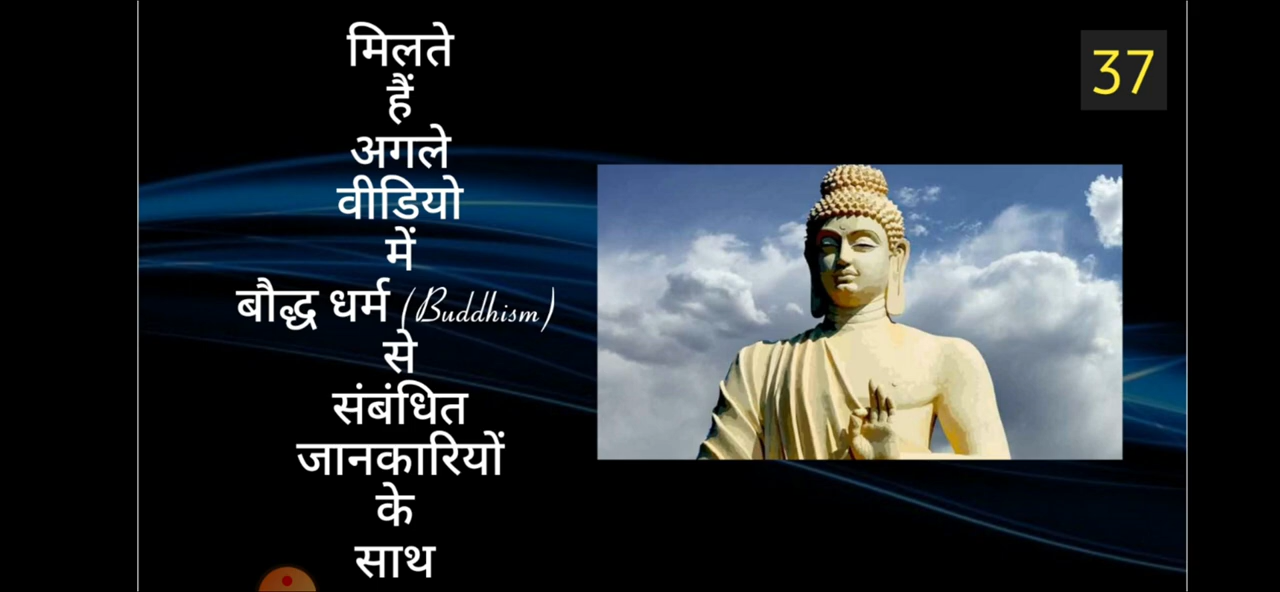 मिलते
हैं
अगले
वीडियो
में
बौद्ध धर्म (Buddhism)
से
संबंधित
जानकारियों
के
साथ
37